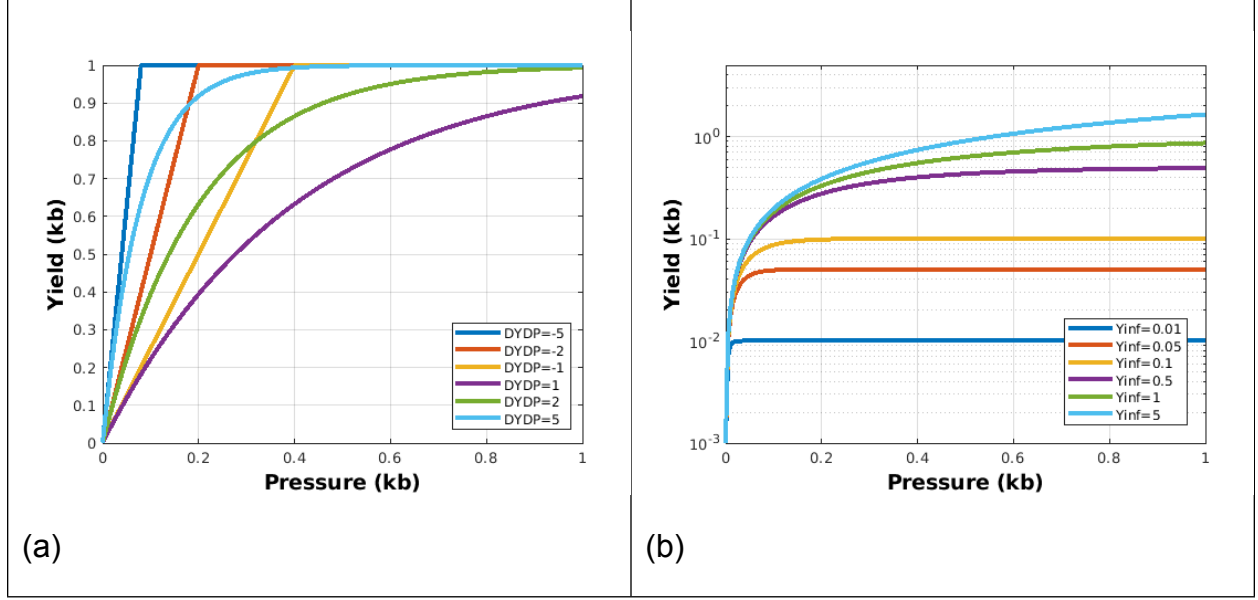 1
0.9
0.8
0.7
0.6
0.5
0.4
0.3
0.2
0.1
0
Yield (kb)
DYDP=-5
DYDP=-2
DYDP=-1
DYDP=1
DYDP=2
DYDP=5
0 0.2 0.4 0.6 0.8 1
Pressure (kb)
(a)
10^0
10^-1
10^-2
10^-3
Yield (kb)
Yinf=0.01
Yinf=0.05
Yinf=0.1
Yinf=0.5
Yinf=1
Yinf=5
0 0.2 0.4 0.6 0.8 1
Pressure (kb)
(b)